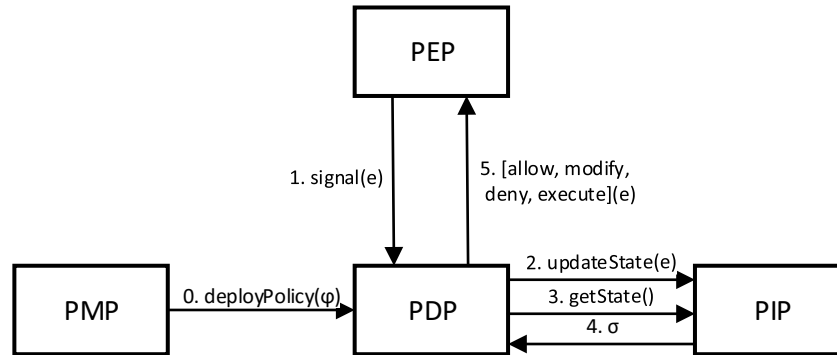 PEP
1. signal(e)
5. [allow, modify,
deny, execute](e)
PMP
0. deployPolicy(φ)
PDP
2. updateState(e)
3. getState()
4. σ
PIP